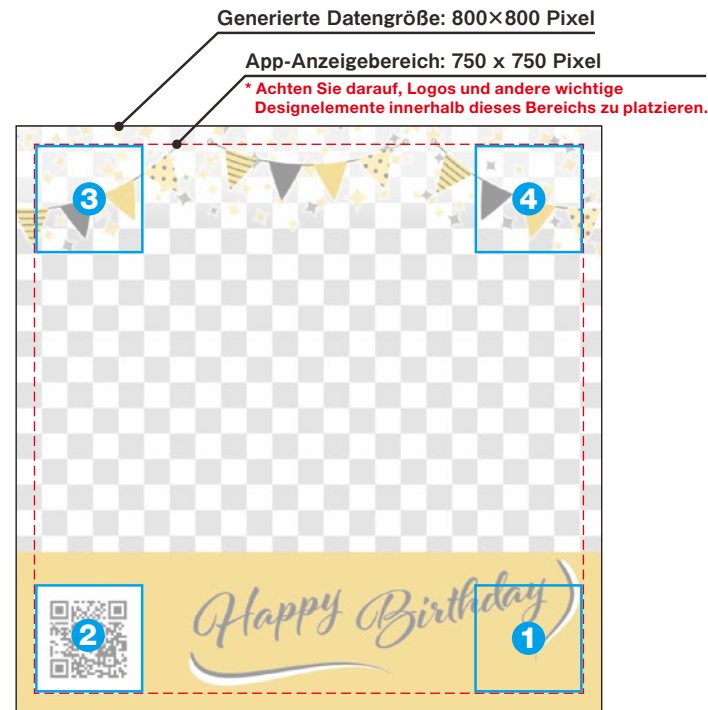 Generierte Datengröße: 800×800 Pixel
App-Anzeigebereich: 750 x 750 Pixel
* Achten Sie darauf, Logos und andere wichtige
Designelemente innerhalb dieses Bereichs zu platzieren.
3
4
Happy Birthday
2
1